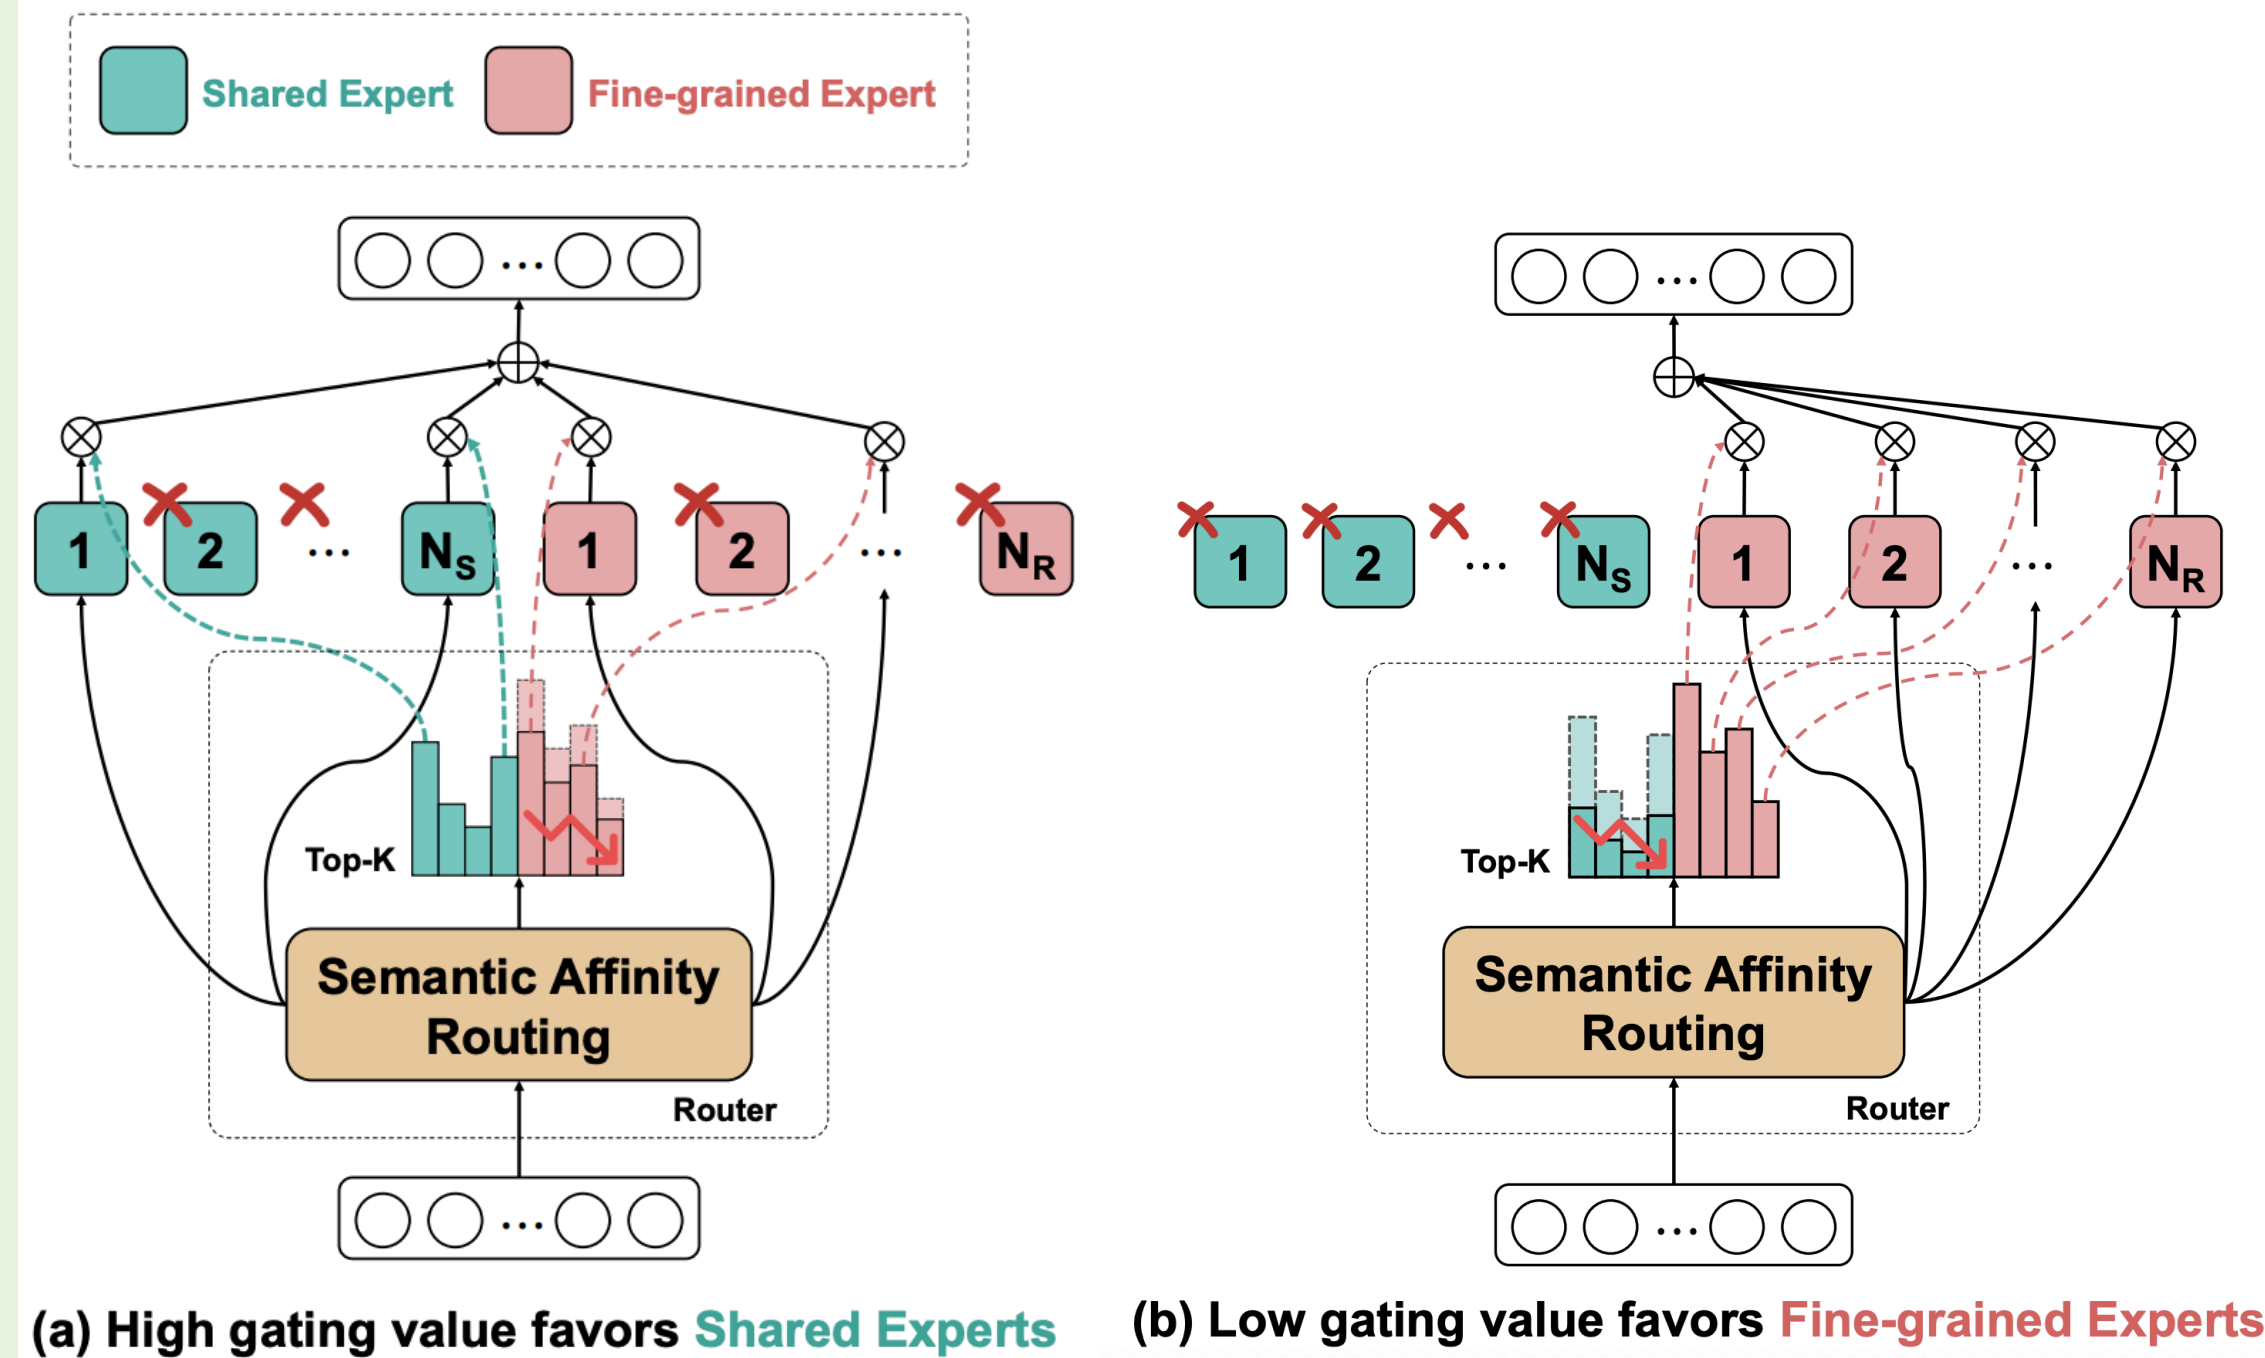 Shared Expert Fine-grained Expert
...
1 2 ... NS 1 2 ... NR
Top-K
Semantic Affinity
Routing
Router
...
(a) High gating value favors Shared Experts
...
1 2 ... NS 1 2 ... NR
Top-K
Semantic Affinity
Routing
Router
...
(b) Low gating value favors Fine-grained Experts